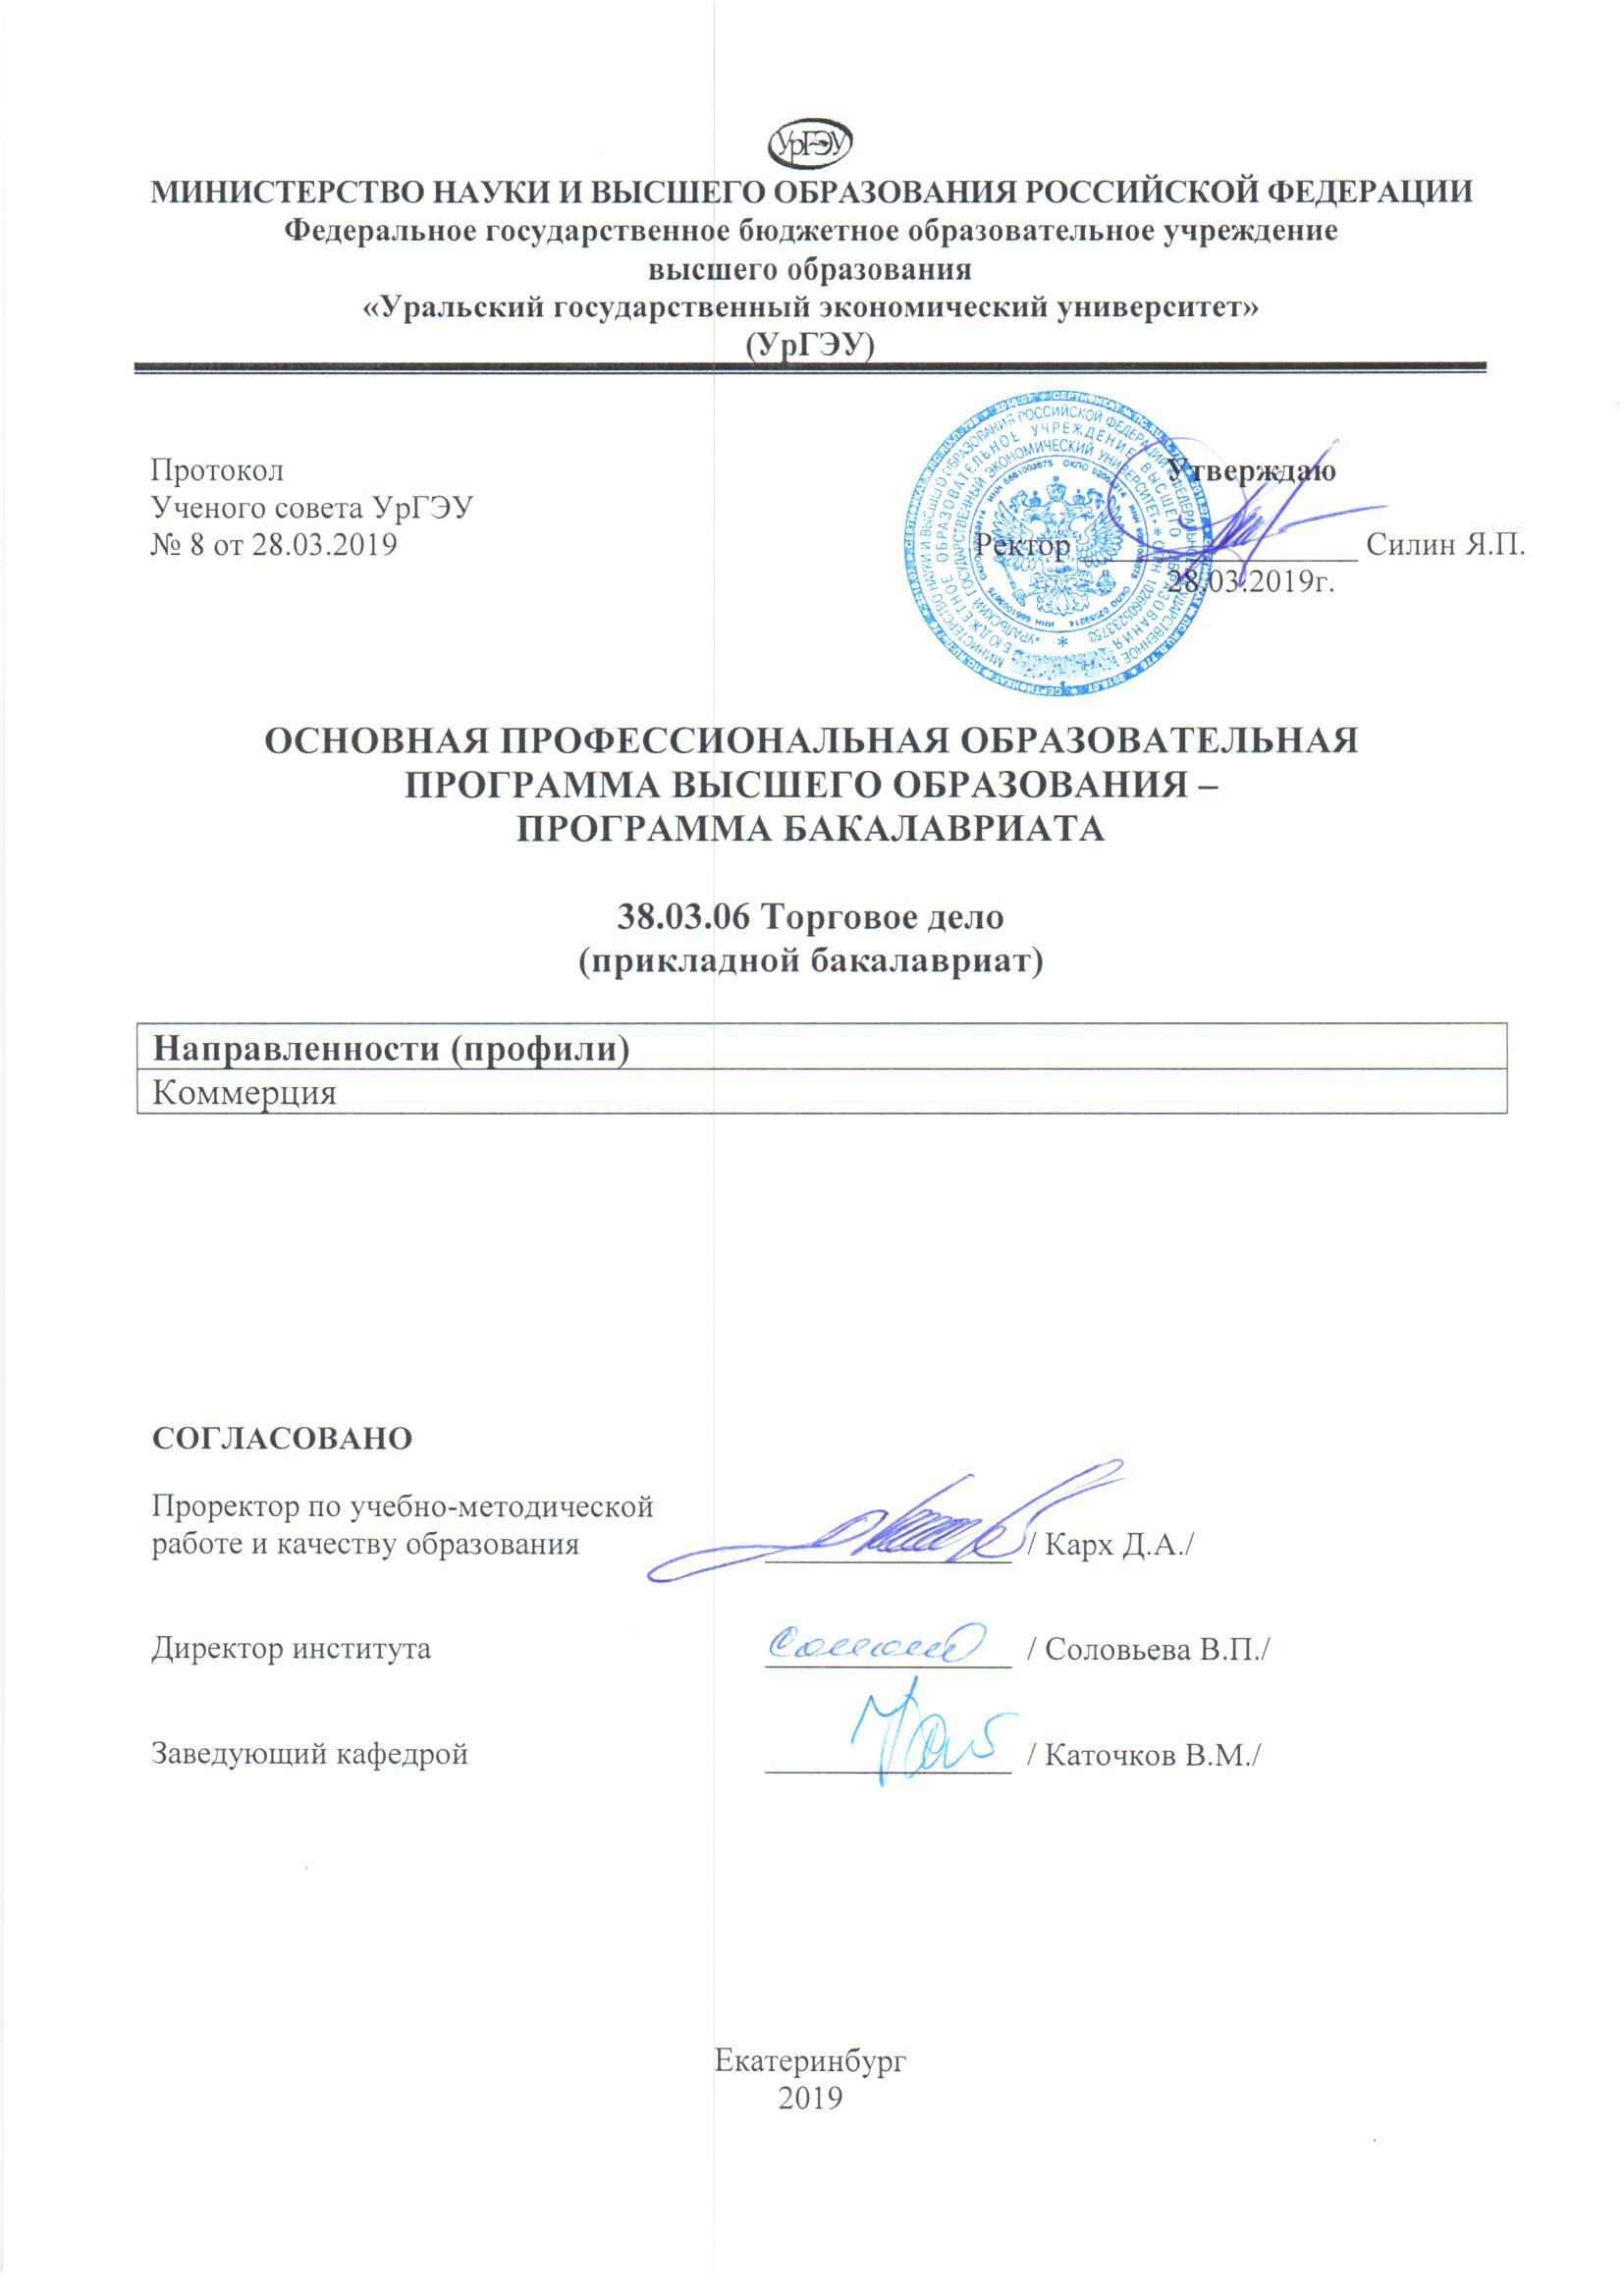 УрГЭУ
МИНИСТЕРСТВО НАУКИ И ВЫСШЕГО ОБРАЗОВАНИЯ РОССИЙСКОЙ ФЕДЕРАЦИИ
Федеральное государственное бюджетное образовательное учреждение
высшего образования
«Уральский государственный экономический университет»
(УрГЭУ)
Протокол
Ученого совета УрГЭУ
№ 8 от 28.03.2019
Утверждаю
Ректор Силин Я.П.
28.03.2019г.
ОСНОВНАЯ ПРОФЕССИОНАЛЬНАЯ ОБРАЗОВАТЕЛЬНАЯ
ПРОГРАММА ВЫСШЕГО ОБРАЗОВАНИЯ –
ПРОГРАММА БАКАЛАВРИАТА
38.03.06 Торговое дело
(прикладной бакалавриат)
Направленности (профили)
Коммерция
СОГЛАСОВАНО
Проректор по учебно-методической
работе и качеству образования / Карх Д.А./
Директор института / Соловьева В.П./
Заведующий кафедрой / Каточков В.М./
Екатеринбург
2019